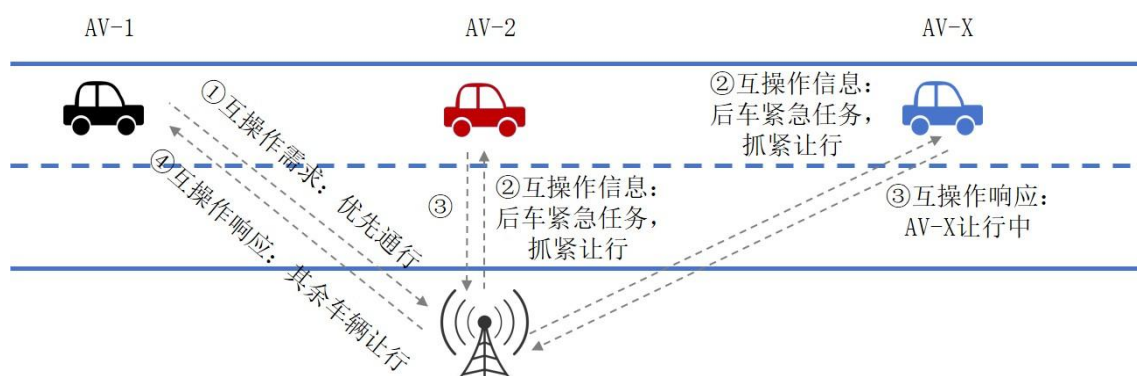 AV-1
AV-2
AV-X
①互操作需求：优先通行
④互操作响应：其余车辆让行
③
②互操作信息：
后车紧急任务，
抓紧让行
②互操作信息：
后车紧急任务，
抓紧让行
③互操作响应：
AV-X让行中